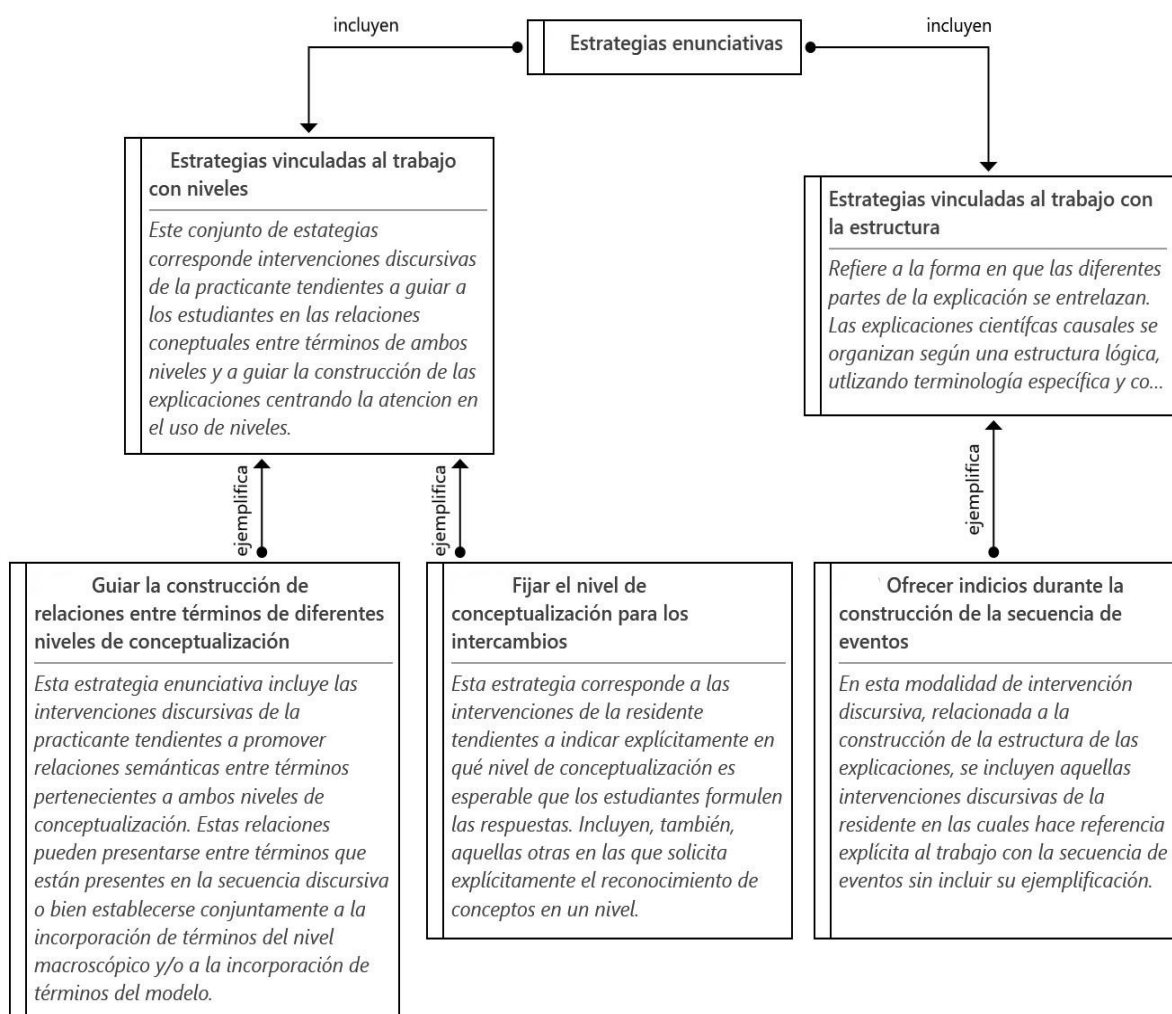 incluyen
Estrategias enunciativas
incluyen
Estrategias vinculadas al trabajo
con niveles
Este conjunto de estategias
corresponde intervenciones discursivas
de la practicante tendientes a guiar a
los estudiantes en las relaciones
coneptuales entre términos de ambos
niveles y a guiar la construcción de las
explicaciones centrando la atencion en
el uso de niveles.
Estrategias vinculadas al trabajo con
la estructura
Refiere a la forma en que las diferentes
partes de la explicación se entrelazan.
Las explicaciones científcas causales se
organizan según una estructura lógica,
utlizando terminología específica y co...
ejemplifica
ejemplifica
ejemplifica
Guiar la construcción de
relaciones entre términos de diferentes
niveles de conceptualización
Esta estrategia enunciativa incluye las
intervenciones discursivas de la
practicante tendientes a promover
relaciones semánticas entre términos
pertenecientes a ambos niveles de
conceptualización. Estas relaciones
pueden presentarse entre términos que
están presentes en la secuencia discursiva
o bien establecerse conjuntamente a la
incorporación de términos del nivel
macroscópico y/o a la incorporación de
términos del modelo.
Fijar el nivel de
conceptualización para los
intercambios
Esta estrategia corresponde a las
intervenciones de la residente
tendientes a indicar explícitamente en
qué nivel de conceptualización es
esperable que los estudiantes formulen
las respuestas. Incluyen, también,
aquellas otras en las que solicita
explícitamente el reconocimiento de
conceptos en un nivel.
Ofrecer indicios durante la
construcción de la secuencia de
eventos
En esta modalidad de intervención
discursiva, relacionada a la
construcción de la estructura de las
explicaciones, se incluyen aquellas
intervenciones discursivas de la
residente en las cuales hace referencia
explícita al trabajo con la secuencia de
eventos sin incluir su ejemplificación.